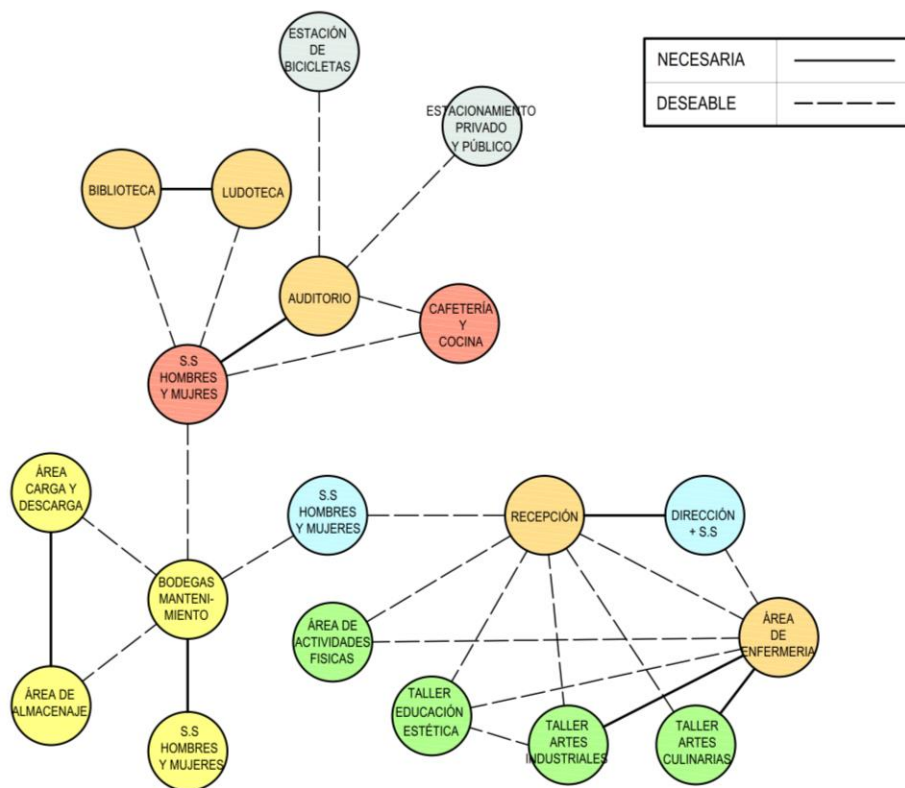 ESTACIÓN
DE
BICICLETAS
NECESARIA
DESEABLE
ESTACIONAMIENTO
PRIVADO
Y PÚBLICO
BIBLIOTECA
LUDOTECA
AUDITORIO
CAFETERÍA
Y
COCINA
S.S
HOMBRES
Y MUJRES
ÀREA
CARGA Y
DESCARGA
S.S
HOMBRES
Y MUJERES
RECEPCIÓN
DIRECCIÓN
+ S.S
BODEGAS
MANTENI-
MIENTO
ÁREA DE
ACTIVIDADES
FISICAS
ÁREA
DE
ENFERMERIA
ÀREA DE
ALMACENAJE
S.S
HOMBRES
Y MUJERES
TALLER
EDUCACIÓN
ESTÉTICA
TALLER
ARTES
INDUSTRIALES
TALLER
ARTES
CULINARIAS